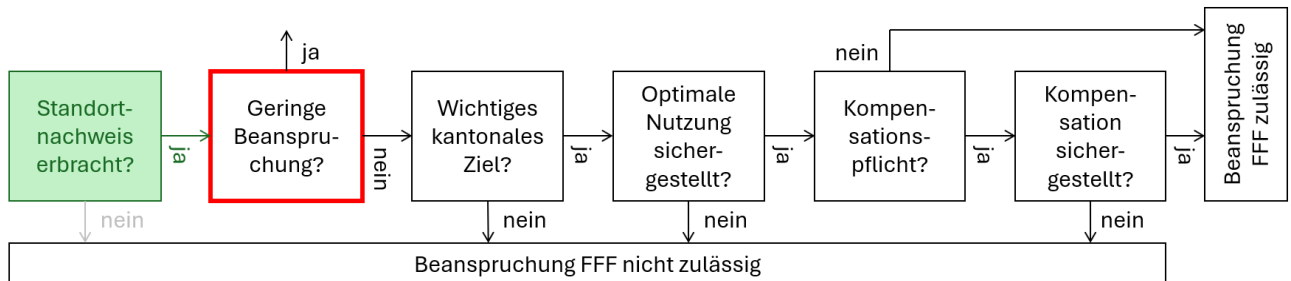 Standort-
nachweis
erbracht?
ja
nein
ja
Geringe
Beanspru-
chung?
nein
Wichtiges
kantonales
Ziel?
ja
nein
Optimale
Nutzung
sicher-
gestellt?
ja
nein
nein
Kompen-
sations-
pflicht?
ja
Kompen-
sation
sicher-
gestellt?
ja
nein
Beanspruchung
FFF zulässig
Beanspruchung FFF nicht zulässig